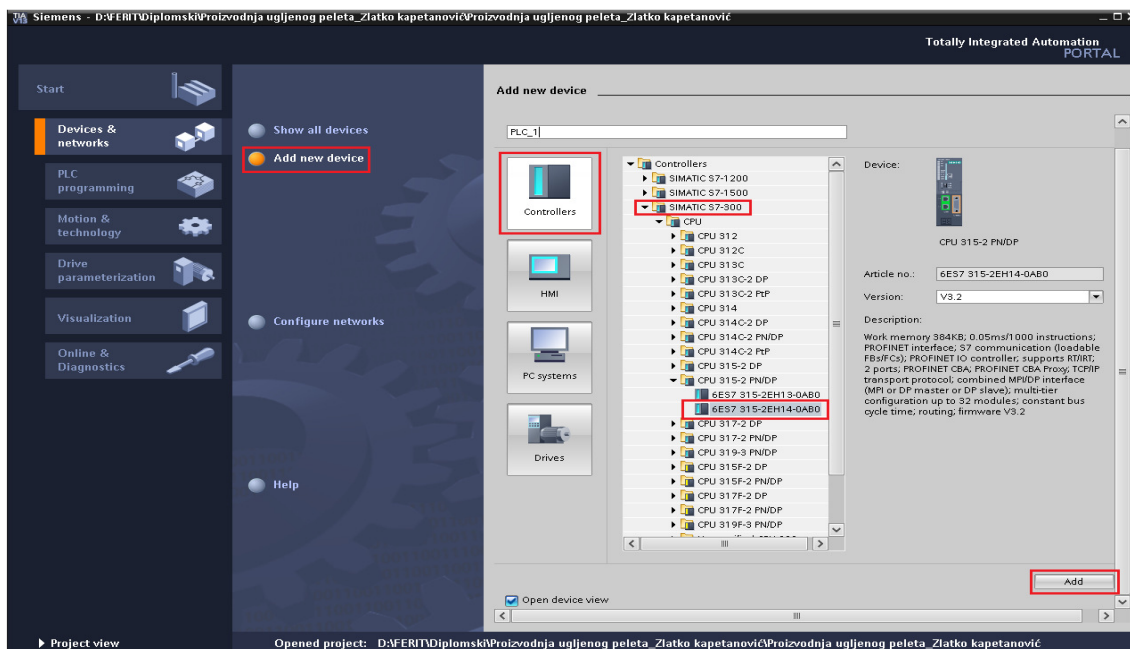 Siemens - D:\FERIT\Diplomski\Proizvodnja ugljenog peleta_Zlatko kapetanović\Proizvodnja ugljenog peleta_Zlatko kapetanović
Totally Integrated Automation
PORTAL
Start
Devices &
networks
PLC
programming
Motion &
technology
Drive
parameterization
Visualization
Online &
Diagnostics
Show all devices
Add new device
Configure networks
Help
Add new device
PLC_1
Controllers
HMI
PC systems
Drives
Controllers
SIMATIC S7-1200
SIMATIC S7-1500
SIMATIC S7-300
CPU
CPU 312
CPU 312C
CPU 313C
CPU 313C-2 DP
CPU 313C-2 PtP
CPU 314
CPU 314C-2 DP
CPU 314C-2 PN/DP
CPU 314C-2 PtP
CPU 315-2 DP
CPU 315-2 PN/DP
6ES7 315-2EH13-0AB0
6ES7 315-2EH14-0AB0
CPU 317-2 DP
CPU 317-2 PN/DP
CPU 319-3 PN/DP
CPU 315F-2 DP
CPU 315F-2 PN/DP
CPU 317F-2 DP
CPU 317F-2 PN/DP
CPU 319F-3 PN/DP
Device:
CPU 315-2 PN/DP
Article no.: 6ES7 315-2EH14-0AB0
Version: V3.2
Description:
Work memory 384KB; 0.05ms/1000 instructions;
PROFINET interface; S7 communication (loadable
FBs/FCs); PROFINET IO controller; supports RT/IRT;
2 ports; PROFINET CBA; PROFINET CBA Proxy; TCP/IP
transport protocol; combined MPI/DP interface
(MPI or DP master or DP slave); multi-tier
configuration up to 32 modules; constant bus
cycle time; routing; firmware V3.2
Add
Open device view
Project view
Opened project: D:\FERIT\Diplomski\Proizvodnja ugljenog peleta_Zlatko kapetanović\Proizvodnja ugljenog peleta_Zlatko kapetanović